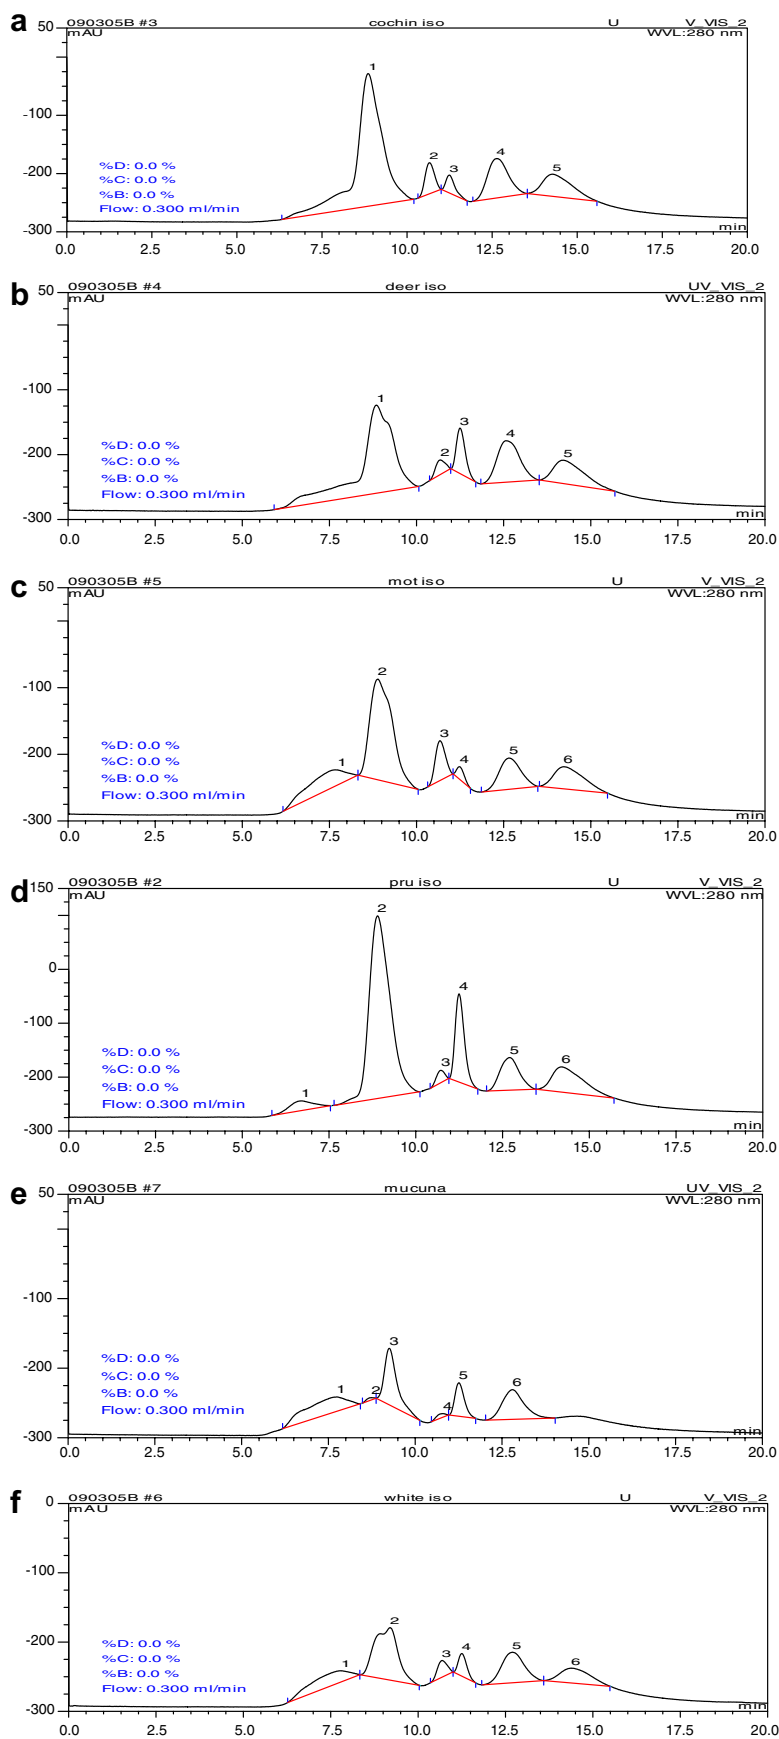 a
090305B #3 cochin iso U V_VIS_2
50
mAU WVL:280 nm
1
-100
2 3 4 5
%D: 0.0 %
-200
%C: 0.0 %
%B: 0.0 %
Flow: 0.300 ml/min
min
-300
0.0 2.5 5.0 7.5 10.0 12.5 15.0 17.5 20.0
b
090305B #4 deer iso UV_VIS_2
50
mAU WVL:280 nm
-100
1 2 3 4 5
%D: 0.0 %
-200
%C: 0.0 %
%B: 0.0 %
Flow: 0.300 ml/min
min
-300
0.0 2.5 5.0 7.5 10.0 12.5 15.0 17.5 20.0
c
090305B #5 mot iso U V_VIS_2
50
mAU WVL:280 nm
-100
1 2 3 4 5 6
%D: 0.0 %
-200
%C: 0.0 %
%B: 0.0 %
Flow: 0.300 ml/min
min
-300
0.0 2.5 5.0 7.5 10.0 12.5 15.0 17.5 20.0
d
090305B #2 pru iso U V_VIS_2
150
mAU WVL:280 nm
0
1 2 3 4 5 6
-100
%D: 0.0 %
-200
%C: 0.0 %
%B: 0.0 %
Flow: 0.300 ml/min
min
-300
0.0 2.5 5.0 7.5 10.0 12.5 15.0 17.5 20.0
e
090305B #7 mucuna UV_VIS_2
50
mAU WVL:280 nm
-100
1 2 3 4 5 6
%D: 0.0 %
-200
%C: 0.0 %
%B: 0.0 %
Flow: 0.300 ml/min
min
-300
0.0 2.5 5.0 7.5 10.0 12.5 15.0 17.5 20.0
f
090305B #6 white iso U V_VIS_2
0
mAU WVL:280 nm
-100
1 2 3 4 5 6
%D: 0.0 %
-200
%C: 0.0 %
%B: 0.0 %
Flow: 0.300 ml/min
min
-300
0.0 2.5 5.0 7.5 10.0 12.5 15.0 17.5 20.0